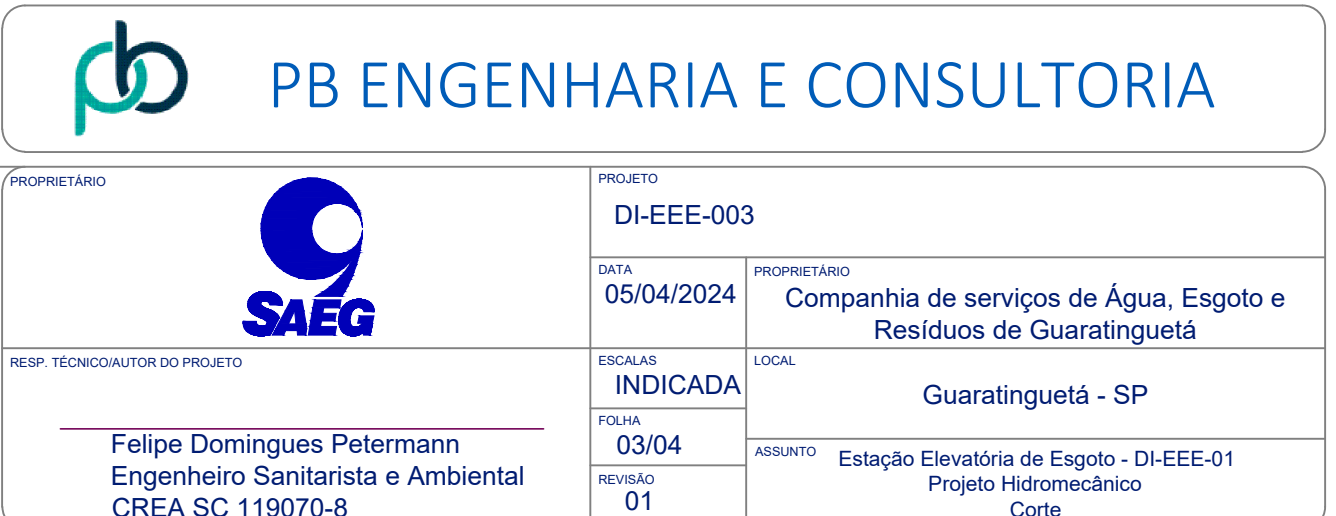 pb
PB ENGENHARIA E CONSULTORIA
PROPRIETÁRIO
SAEG
PROJETO
DI-EEE-003
DATA
05/04/2024
PROPRIETÁRIO
Companhia de serviços de Água, Esgoto e
Resíduos de Guaratinguetá
RESP. TÉCNICO/AUTOR DO PROJETO
Felipe Domingues Petermann
Engenheiro Sanitarista e Ambiental
CREA SC 119070-8
ESCALAS
INDICADA
LOCAL
Guaratinguetá - SP
FOLHA
03/04
REVISÃO
01
ASSUNTO
Estação Elevatória de Esgoto - DI-EEE-01
Projeto Hidromecânico
Corte